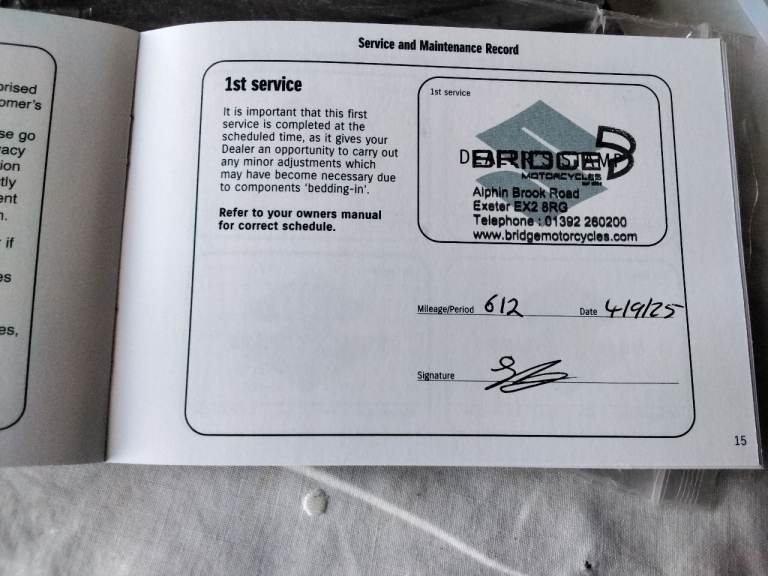 orised
omer's
se go
vacy
ion
tly
ent
n.
if
es
es,
Service and Maintenance Record
1st service
It is important that this first
service is completed at the
scheduled time, as it gives your
Dealer an opportunity to carry out
any minor adjustments which
may have become necessary due
to components 'bedding-in'.
Refer to your owners manual
for correct schedule.
1st service
BRIDGE
MOTORCYCLES
Alphin Brook Road
Exeter EX2 8RG
Telephone : 01392 260200
www.bridgemotorcycles.com
Mileage/Period 612 Date 4/9/25
Signature
15